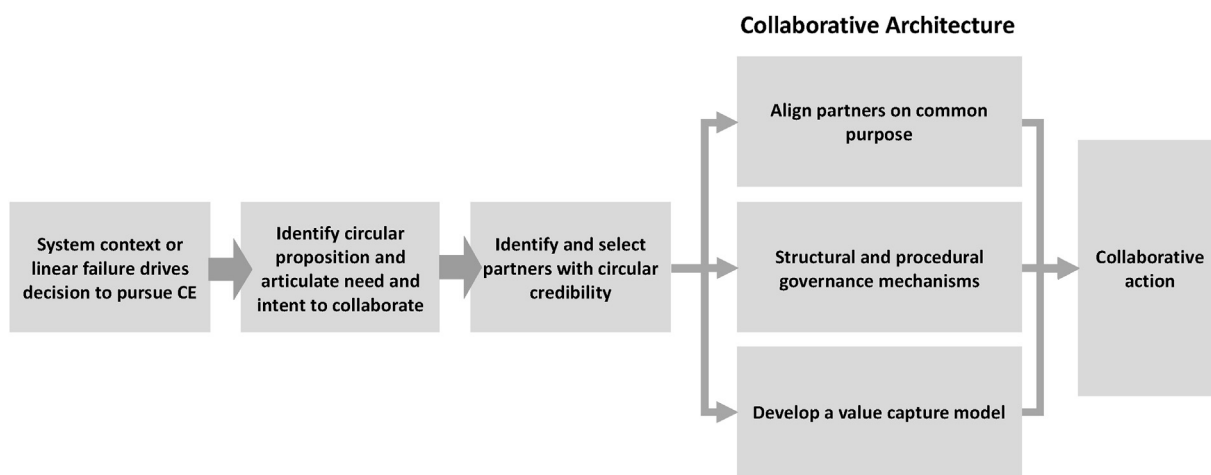 Collaborative Architecture
System context or
linear failure drives
decision to pursue CE
Identify circular
proposition and
articulate need and
intent to collaborate
Identify and select
partners with circular
credibility
Align partners on common
purpose
Structural and procedural
governance mechanisms
Develop a value capture model
Collaborative
action